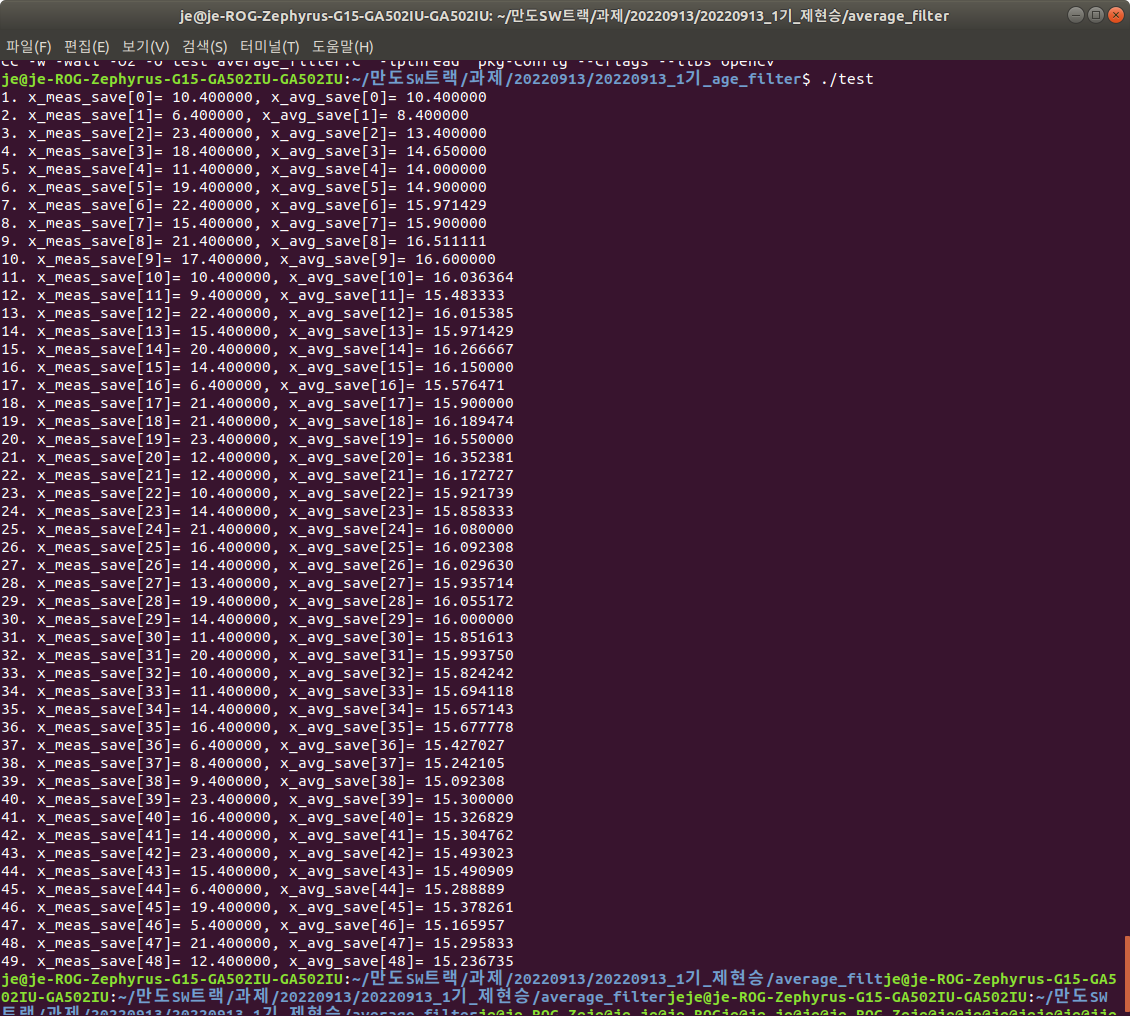 je@je-ROG-Zephyrus-G15-GA502IU-GA502IU: ~/만도SW트랙/과제/20220913/20220913_1기_제현승/average_filter
파일(F) 편집(E) 보기(V) 검색(S) 터미널(T) 도움말(H)
-w -Wall -O2 -o test average_filter.c -lpthread `pkg-config --cflags --libs opencv`
je@je-ROG-Zephyrus-G15-GA502IU-GA502IU:~/만도SW트랙/과제/20220913/20220913_1기_age_filter$ ./test
1. x_meas_save[0]= 10.400000, x_avg_save[0]= 10.400000
2. x_meas_save[1]= 6.400000, x_avg_save[1]= 8.400000
3. x_meas_save[2]= 23.400000, x_avg_save[2]= 13.400000
4. x_meas_save[3]= 18.400000, x_avg_save[3]= 14.650000
5. x_meas_save[4]= 11.400000, x_avg_save[4]= 14.000000
6. x_meas_save[5]= 19.400000, x_avg_save[5]= 14.900000
7. x_meas_save[6]= 22.400000, x_avg_save[6]= 15.971429
8. x_meas_save[7]= 15.400000, x_avg_save[7]= 15.900000
9. x_meas_save[8]= 21.400000, x_avg_save[8]= 16.511111
10. x_meas_save[9]= 17.400000, x_avg_save[9]= 16.600000
11. x_meas_save[10]= 10.400000, x_avg_save[10]= 16.036364
12. x_meas_save[11]= 9.400000, x_avg_save[11]= 15.483333
13. x_meas_save[12]= 22.400000, x_avg_save[12]= 16.015385
14. x_meas_save[13]= 15.400000, x_avg_save[13]= 15.971429
15. x_meas_save[14]= 20.400000, x_avg_save[14]= 16.266667
16. x_meas_save[15]= 14.400000, x_avg_save[15]= 16.150000
17. x_meas_save[16]= 6.400000, x_avg_save[16]= 15.576471
18. x_meas_save[17]= 21.400000, x_avg_save[17]= 15.900000
19. x_meas_save[18]= 21.400000, x_avg_save[18]= 16.189474
20. x_meas_save[19]= 23.400000, x_avg_save[19]= 16.550000
21. x_meas_save[20]= 12.400000, x_avg_save[20]= 16.352381
22. x_meas_save[21]= 12.400000, x_avg_save[21]= 16.172727
23. x_meas_save[22]= 10.400000, x_avg_save[22]= 15.921739
24. x_meas_save[23]= 14.400000, x_avg_save[23]= 15.858333
25. x_meas_save[24]= 21.400000, x_avg_save[24]= 16.080000
26. x_meas_save[25]= 16.400000, x_avg_save[25]= 16.092308
27. x_meas_save[26]= 14.400000, x_avg_save[26]= 16.029630
28. x_meas_save[27]= 13.400000, x_avg_save[27]= 15.935714
29. x_meas_save[28]= 19.400000, x_avg_save[28]= 16.055172
30. x_meas_save[29]= 14.400000, x_avg_save[29]= 16.000000
31. x_meas_save[30]= 11.400000, x_avg_save[30]= 15.851613
32. x_meas_save[31]= 20.400000, x_avg_save[31]= 15.993750
33. x_meas_save[32]= 10.400000, x_avg_save[32]= 15.824242
34. x_meas_save[33]= 11.400000, x_avg_save[33]= 15.694118
35. x_meas_save[34]= 14.400000, x_avg_save[34]= 15.657143
36. x_meas_save[35]= 16.400000, x_avg_save[35]= 15.677778
37. x_meas_save[36]= 6.400000, x_avg_save[36]= 15.427027
38. x_meas_save[37]= 8.400000, x_avg_save[37]= 15.242105
39. x_meas_save[38]= 9.400000, x_avg_save[38]= 15.092308
40. x_meas_save[39]= 23.400000, x_avg_save[39]= 15.300000
41. x_meas_save[40]= 16.400000, x_avg_save[40]= 15.326829
42. x_meas_save[41]= 14.400000, x_avg_save[41]= 15.304762
43. x_meas_save[42]= 23.400000, x_avg_save[42]= 15.493023
44. x_meas_save[43]= 15.400000, x_avg_save[43]= 15.490909
45. x_meas_save[44]= 6.400000, x_avg_save[44]= 15.288889
46. x_meas_save[45]= 19.400000, x_avg_save[45]= 15.378261
47. x_meas_save[46]= 5.400000, x_avg_save[46]= 15.165957
48. x_meas_save[47]= 21.400000, x_avg_save[47]= 15.295833
49. x_meas_save[48]= 12.400000, x_avg_save[48]= 15.236735
je@je-ROG-Zephyrus-G15-GA502IU-GA502IU:~/만도SW트랙/과제/20220913/20220913_1기_제현승/average_filtje@je-ROG-Zephyrus-G15-GA5
02IU-GA502IU:~/만도SW트랙/과제/20220913/20220913_1기_제현승/average_filterjeje@je-ROG-Zephyrus-G15-GA502IU-GA502IU:~/만도SW